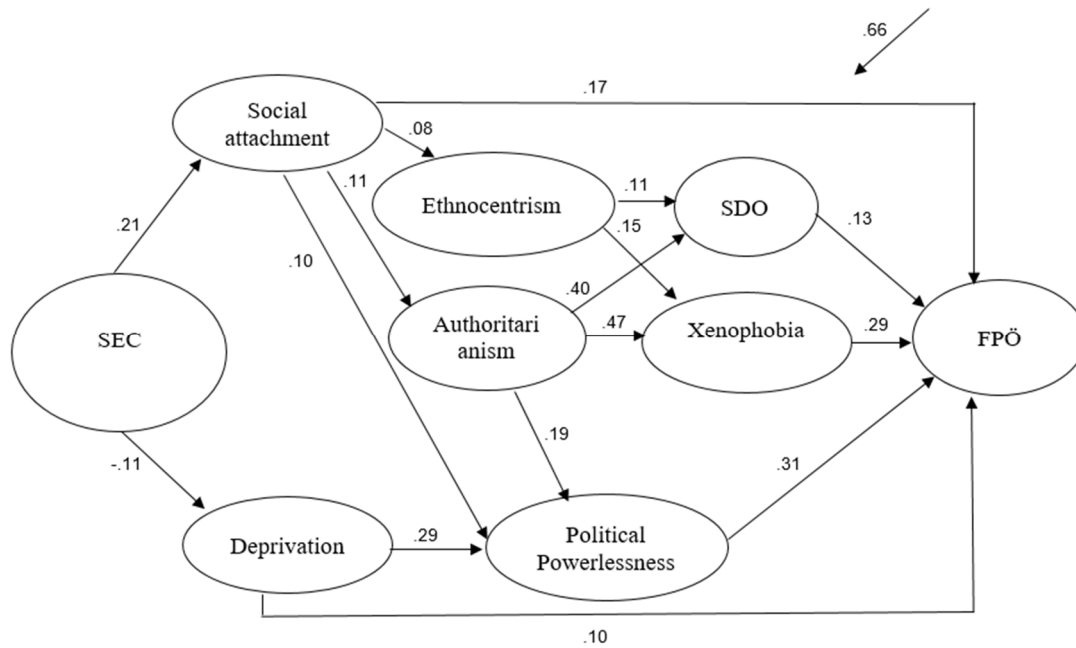 .66
.17
Social
attachment
.08
.11
Ethnocentrism
.11
SDO
.15
.13
.21
.10
.40
SEC
Authoritari
anism
.47
Xenophobia
.29
FPÖ
.19
.31
-.11
Deprivation
.29
Political
Powerlessness
.10